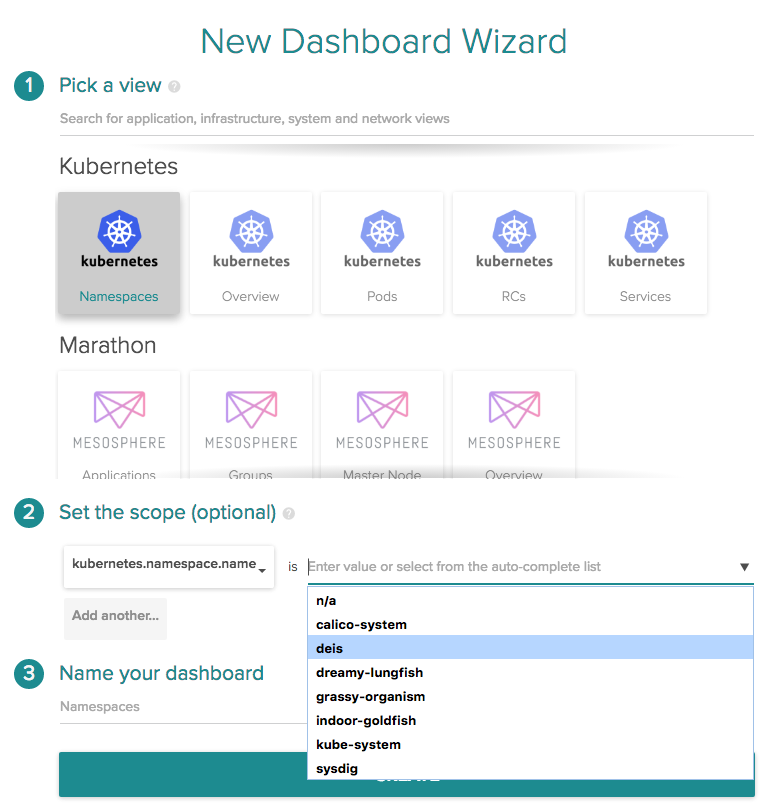 New Dashboard Wizard
1 Pick a view ?
Search for application, infrastructure, system and network views
Kubernetes
kubernetes kubernetes kubernetes kubernetes kubernetes
Namespaces Overview Pods RCs Services
Marathon
MESOSPHERE MESOSPHERE MESOSPHERE MESOSPHERE
Applications Groups Master Node Overview
2 Set the scope (optional) ?
kubernetes.namespace.name is Enter value or select from the auto-complete list
n/a
Add another... calico-system
deis
3 Name your dashboard dreamy-lungfish
Namespaces grassy-organism
indoor-goldfish
kube-system
sysdig